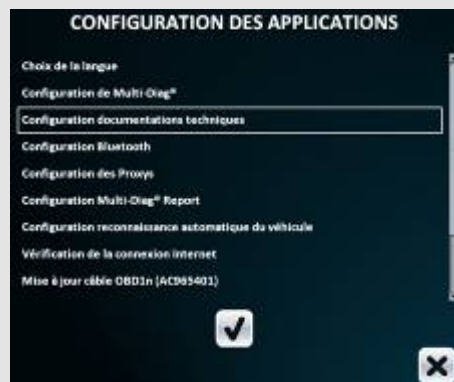 CONFIGURATION DES APPLICATIONS
Choix de la langue
Configuration de Multi-Diag®
Configuration documentations techniques
Configuration Bluetooth
Configuration des Proxys
Configuration Multi-Diag® Report
Configuration reconnaissance automatique du véhicule
Vérification de la connexion internet
Mise à jour câble OBD1n (AC965401)